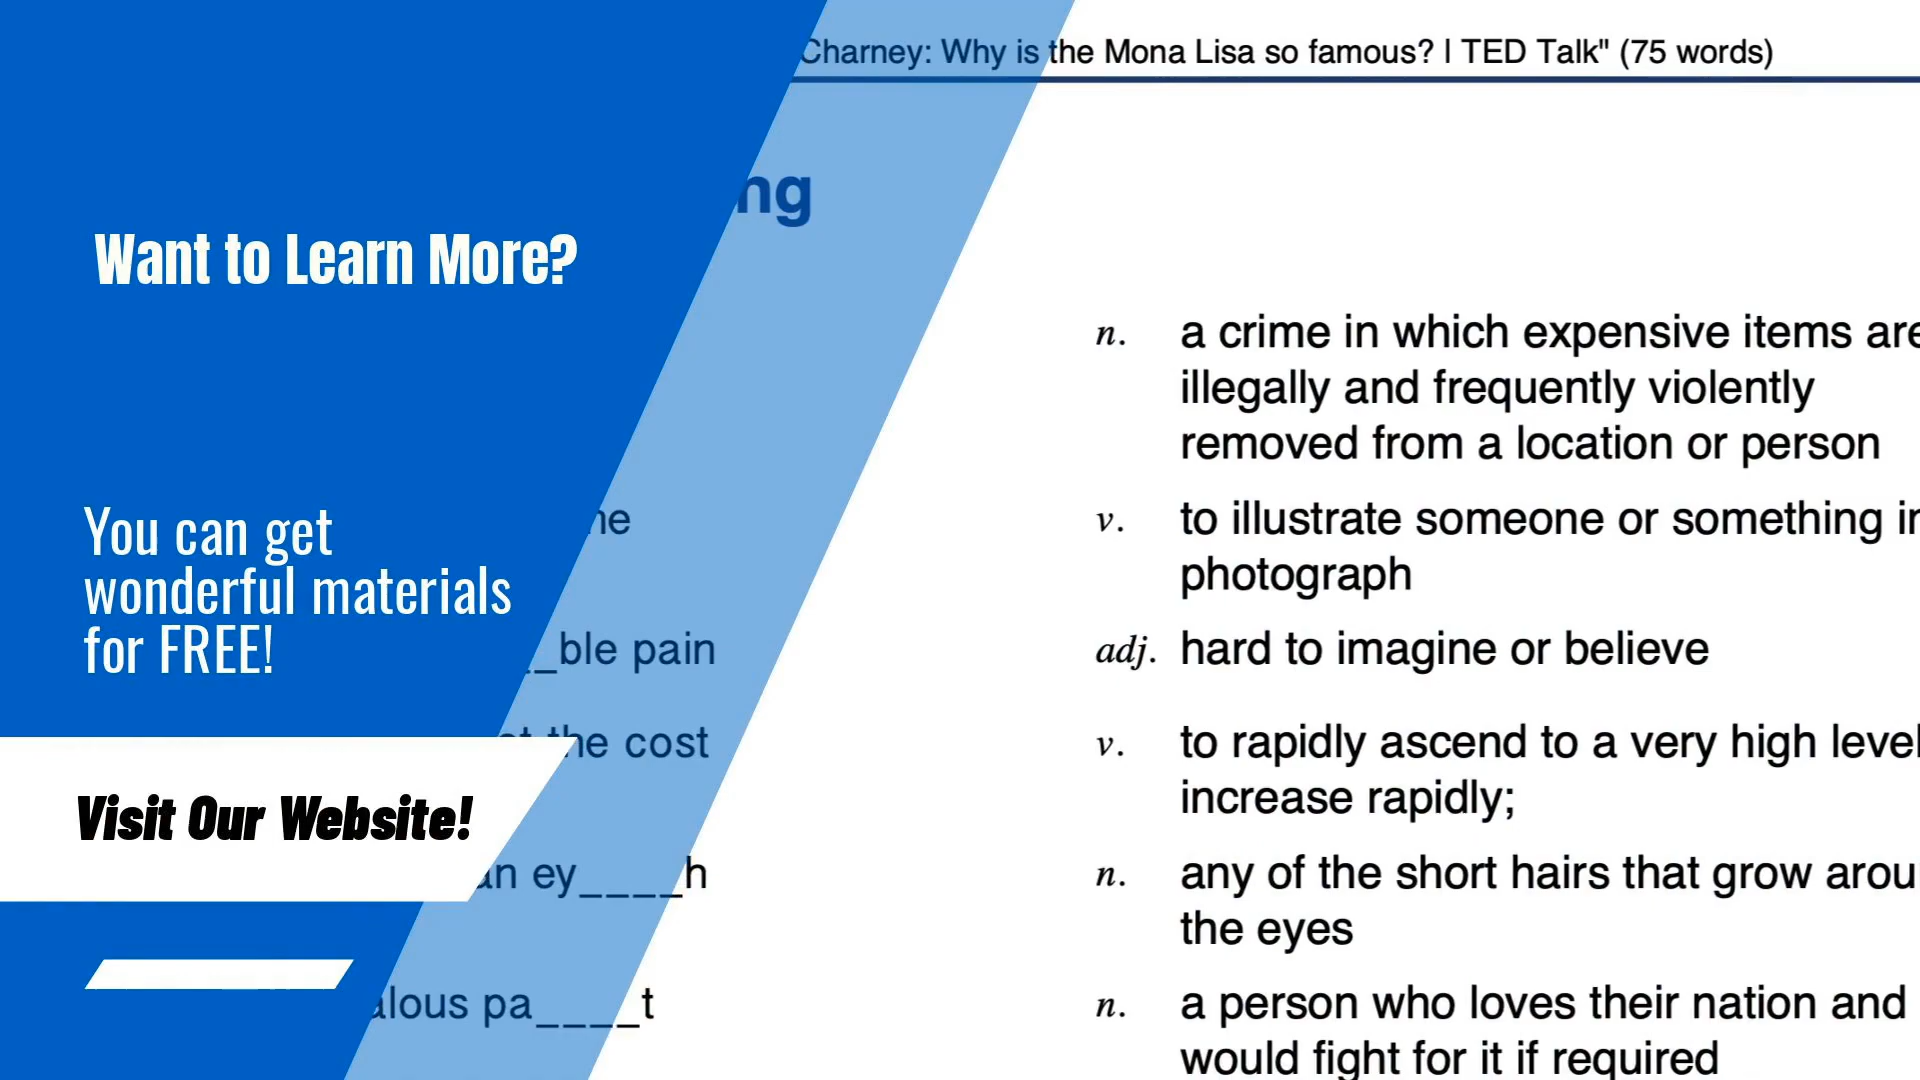 Charney: Why is the Mona Lisa so famous? | TED Talk" (75 words)
ng
Want to Learn More?
You can get
wonderful materials
for FREE!
Visit Our Website!
n. a crime in which expensive items are
illegally and frequently violently
removed from a location or person
v. to illustrate someone or something in
photograph
_ble pain adj. hard to imagine or believe
the cost v. to rapidly ascend to a very high level
increase rapidly;
an ey____h n. any of the short hairs that grow arou
the eyes
alous pa____t n. a person who loves their nation and
would fight for it if required